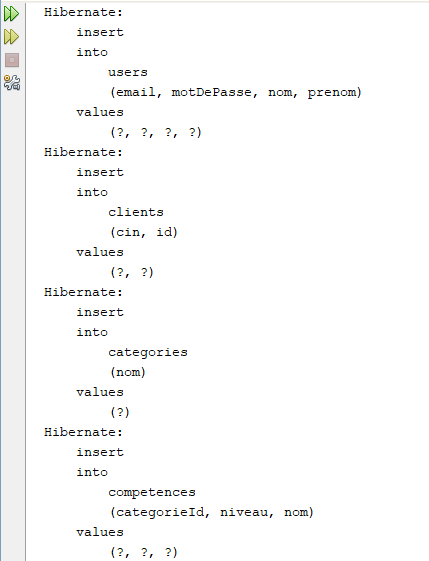 Hibernate:
    insert
    into
        users
        (email, motDePasse, nom, prenom)
    values
        (?, ?, ?, ?)
Hibernate:
    insert
    into
        clients
        (cin, id)
    values
        (?, ?)
Hibernate:
    insert
    into
        categories
        (nom)
    values
        (?)
Hibernate:
    insert
    into
        competences
        (categorieId, niveau, nom)
    values
        (?, ?, ?)